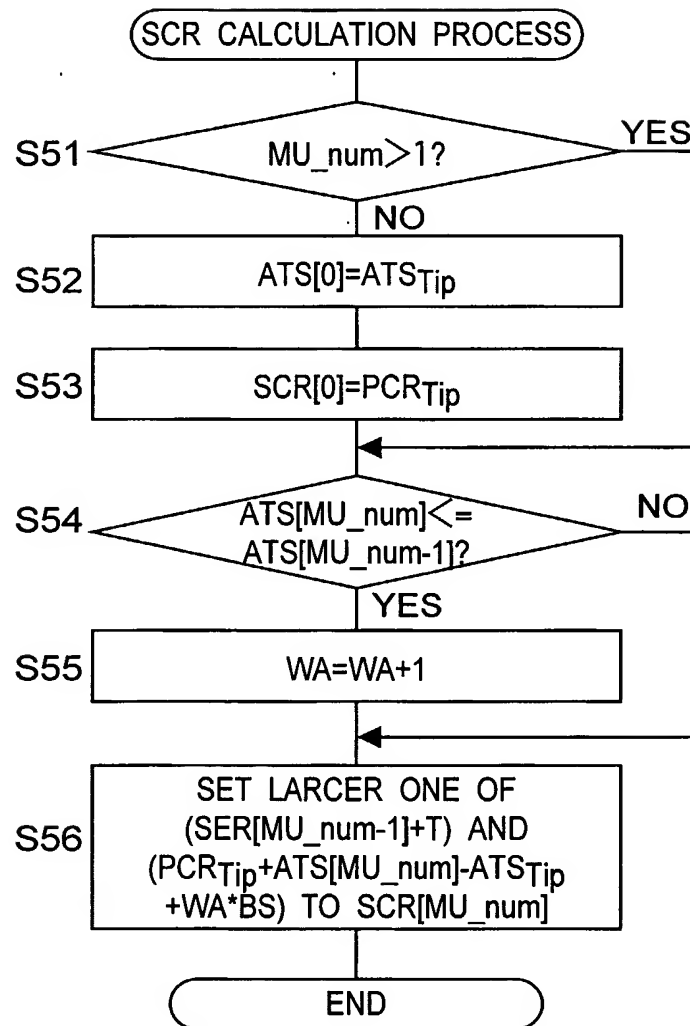 SCR CALCULATION PROCESS
S51
MU_num>1?
YES
NO
S52
ATS[0]=ATSTip
S53
SCR[0]=PCRTip
S54
ATS[MU_num]<=
ATS[MU_num-1]?
NO
YES
S55
WA=WA+1
S56
SET LARCER ONE OF
(SER[MU_num-1]+T) AND
(PCRTip+ATS[MU_num]-ATSTip
+WA*BS) TO SCR[MU_num]
END